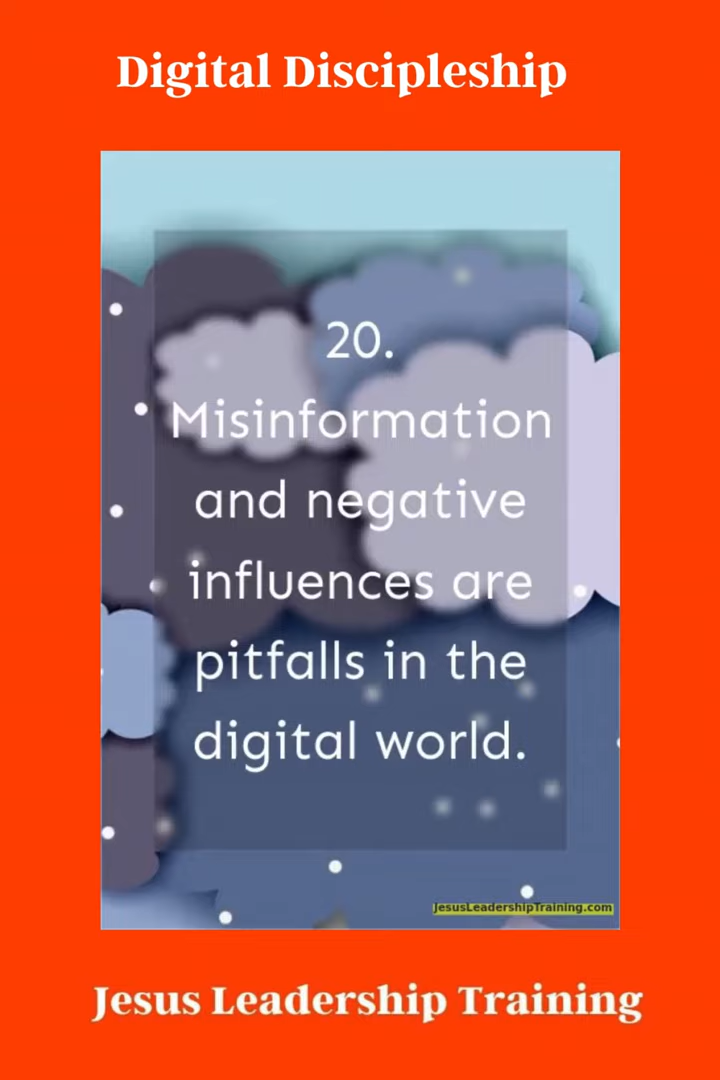 Digital Discipleship
20.
Misinformation
and negative
influences are
pitfalls in the
digital world.
JesusLeadershipTraining.com
Jesus Leadership Training